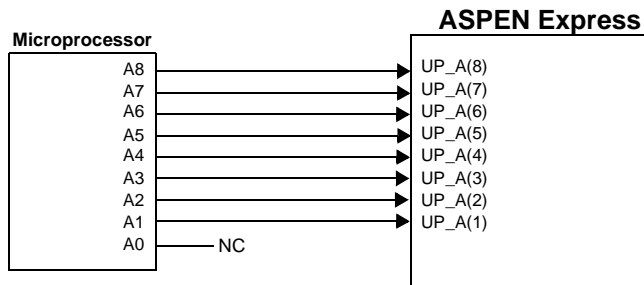 ASPEN Express
Microprocessor
A8 UP_A(8)
A7 UP_A(7)
A6 UP_A(6)
A5 UP_A(5)
A4 UP_A(4)
A3 UP_A(3)
A2 UP_A(2)
A1 UP_A(1)
A0 NC